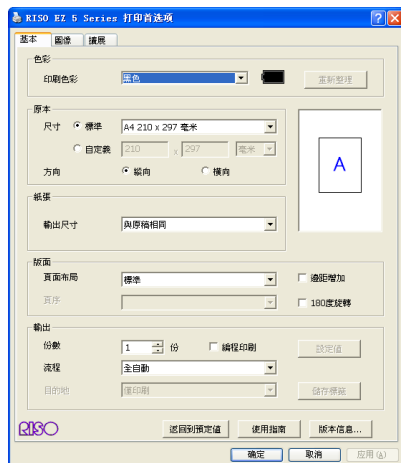 RISO EZ 5 Series 打印首选项
基本 圖像 擴展
色彩
印刷色彩 黑色 重新整理
原本
尺寸 標準 A4 210 x 297 毫米
自定義 210 x 297 毫米
方向 縱向 橫向
A
紙張
輸出尺寸 與原稿相同
版面
頁面布局 標準 邊距增加
頁序 180度旋轉
輸出
份數 1 份 編程印刷 設定值
流程 全自動
目的地 僅印刷 儲存標籤
RISO 返回到預定值 使用指南 版本信息...
确定 取消 应用(A)